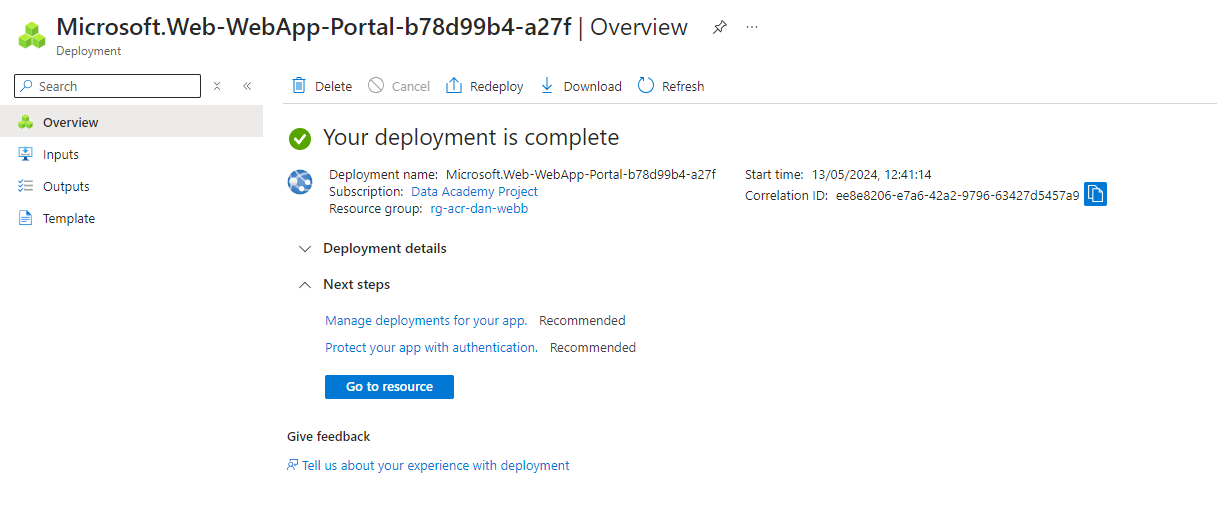 Microsoft.Web-WebApp-Portal-b78d99b4-a27f | Overview
Deployment
Search
Delete
Cancel
Redeploy
Download
Refresh
Overview
Inputs
Outputs
Template
Your deployment is complete
Deployment name: Microsoft.Web-WebApp-Portal-b78d99b4-a27f
Subscription: Data Academy Project
Resource group: rg-acr-dan-webb
Start time: 13/05/2024, 12:41:14
Correlation ID: ee8e8206-e7a6-42a2-9796-63427d5457a9
Deployment details
Next steps
Manage deployments for your app. Recommended
Protect your app with authentication. Recommended
Go to resource
Give feedback
Tell us about your experience with deployment